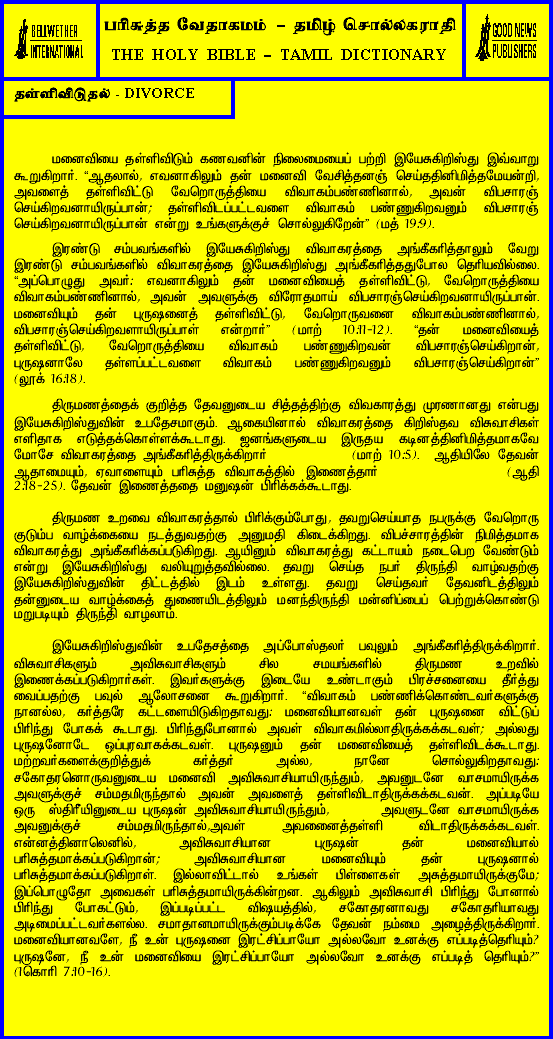 BELLWETHER
INTERNATIONAL
பரிசுத்த வேதாகமம் – தமிழ் சொல்லகராதி
THE HOLY BIBLE – TAMIL DICTIONARY
GOOD NEWS
PUBLISHERS
தள்ளிவிடுதல் - DIVORCE
மனைவியை தள்ளிவிடும் கணவனின் நிலைமையைப் பற்றி இயேசுகிறிஸ்து இவ்வாறு
கூறுகிறார். “ஆதலால், எவனாகிலும் தன் மனைவி வேசித்தனஞ் செய்ததினிமித்தமேயன்றி,
அவளைத் தள்ளிவிட்டு வேறொருத்தியை விவாகம்பண்ணினால், அவன் விபசாரஞ்
செய்கிறவனாயிருப்பான்; தள்ளிவிடப்பட்டவளை விவாகம் பண்ணுகிறவனும் விபசாரஞ்
செய்கிறவனாயிருப்பான் என்று உங்களுக்குச் சொல்லுகிறேன்” (மத் 19:9).
இரண்டு சம்பவங்களில் இயேசுகிறிஸ்து விவாகரத்தை அங்கீகரித்தாலும் வேறு
இரண்டு சம்பவங்களில் விவாகரத்தை இயேசுகிறிஸ்து அங்கீகரித்ததுபோல தெரியவில்லை.
“அப்பொழுது அவர்: எவனாகிலும் தன் மனைவியைத் தள்ளிவிட்டு, வேறொருத்தியை
விவாகம்பண்ணினால், அவன் அவளுக்கு விரோதமாய் விபசாரஞ்செய்கிறவனாயிருப்பான்.
மனைவியும் தன் புருஷனைத் தள்ளிவிட்டு, வேறொருவனை விவாகம்பண்ணினால்,
விபசாரஞ்செய்கிறவளாயிருப்பாள் என்றார்” (மாற் 10:11-12). “தன் மனைவியைத்
தள்ளிவிட்டு, வேறொருத்தியை விவாகம் பண்ணுகிறவன் விபசாரஞ்செய்கிறான்,
புருஷனாலே தள்ளப்பட்டவளை விவாகம் பண்ணுகிறவனும் விபசாரஞ்செய்கிறான்”
(லூக் 16:18).
திருமணத்தைக் குறித்த தேவனுடைய சித்தத்திற்கு விவகாரத்து முரணானது என்பது
இயேசுகிறிஸ்துவின் உபதேசமாகும். ஆகையினால் விவாகரத்தை கிறிஸ்தவ விசுவாசிகள்
எளிதாக எடுத்தக்கொள்ளக்கூடாது. ஜனங்களுடைய இருதய கடினத்தினிமித்தமாகவே
மோசே விவாகரத்தை அங்கீகரித்திருக்கிறார் (மாற் 10:5). ஆதியிலே தேவன்
ஆதாமையும், ஏவாளையும் பரிசுத்த விவாகத்தில் இணைத்தார் (ஆதி
2:18-25). தேவன் இணைத்ததை மனுஷன் பிரிக்கக்கூடாது.
திருமண உறவை விவாகரத்தால் பிரிக்கும்போது, தவறுசெய்யாத நபருக்கு வேறொரு
குடும்ப வாழ்க்கையை நடத்துவதற்கு அனுமதி கிடைக்கிறது. விபச்சாரத்தின் நிமித்தமாக
விவாகரத்து அங்கீகரிக்கப்படுகிறது. ஆயினும் விவாகரத்து கட்டாயம் நடைபெற வேண்டும்
என்று இயேசுகிறிஸ்து வலியுறுத்தவில்லை. தவறு செய்த நபர் திருந்தி வாழ்வதற்கு
இயேசுகிறிஸ்துவின் திட்டத்தில் இடம் உள்ளது. தவறு செய்தவர் தேவனிடத்திலும்
தன்னுடைய வாழ்க்கைத் துணையிடத்திலும் மனந்திருந்தி மன்னிப்பைப் பெற்றுக்கொண்டு
மறுபடியும் திருந்தி வாழலாம்.
இயேசுகிறிஸ்துவின் உபதேசத்தை அப்போஸ்தலர் பவுலும் அங்கீகரித்திருக்கிறார்.
விசுவாசிகளும் அவிசுவாசிகளும் சில சமயங்களில் திருமண உறவில்
இணைக்கப்படுகிறார்கள். இவர்களுக்கு இடையே உண்டாகும் பிரச்சனையை தீர்த்து
வைப்பதற்கு பவுல் ஆலோசனை கூறுகிறார். “விவாகம் பண்ணிக்கொண்டவர்களுக்கு
நானல்ல, கர்த்தரே கட்டளையிடுகிறதாவது: மனைவியானவள் தன் புருஷனை விட்டுப்
பிரிந்து போகக் கூடாது. பிரிந்துபோனால் அவள் விவாகமில்லாதிருக்கக்கடவள்; அல்லது
புருஷனோடே ஒப்புரவாகக்கடவள். புருஷனும் தன் மனைவியைத் தள்ளிவிடக்கூடாது.
மற்றவர்களைக்குறித்துக் கர்த்தர் அல்ல, நானே சொல்லுகிறதாவது:
சகோதரனொருவனுடைய மனைவி அவிசுவாசியாயிருந்தும், அவனுடனே வாசமாயிருக்க
அவளுக்குச் சம்மதமிருந்தால் அவன் அவளைத் தள்ளிவிடாதிருக்கக்கடவன். அப்படியே
ஒரு ஸ்திரீயினுடைய புருஷன் அவிசுவாசியாயிருந்தும், அவளுடனே வாசமாயிருக்க
அவனுக்குச் சம்மதமிருந்தால்,அவள் அவனைத்தள்ளி விடாதிருக்கக்கடவள்.
என்னத்தினாலெனில், அவிசுவாசியான புருஷன் தன் மனைவியால்
பரிசுத்தமாக்கப்படுகிறான்; அவிசுவாசியான மனைவியும் தன் புருஷனால்
பரிசுத்தமாக்கப்படுகிறாள். இல்லாவிட்டால் உங்கள் பிள்ளைகள் அசுத்தமாயிருக்குமே;
இப்பொழுதோ அவைகள் பரிசுத்தமாயிருக்கின்றன. ஆகிலும் அவிசுவாசி பிரிந்து போனால்
பிரிந்து போகட்டும், இப்படிப்பட்ட விஷயத்தில், சகோதரனாவது சகோதரியாவது
அடிமைப்பட்டவர்களல்ல. சமாதானமாயிருக்கும்படிக்கே தேவன் நம்மை அழைத்திருக்கிறார்.
மனைவியானவளே, நீ உன் புருஷனை இரட்சிப்பாயோ அல்லவோ உனக்கு எப்படித்தெரியும்?
புருஷனே, நீ உன் மனைவியை இரட்சிப்பாயோ அல்லவோ உனக்கு எப்படித் தெரியும்?”
(1கொரி 7:10-16).